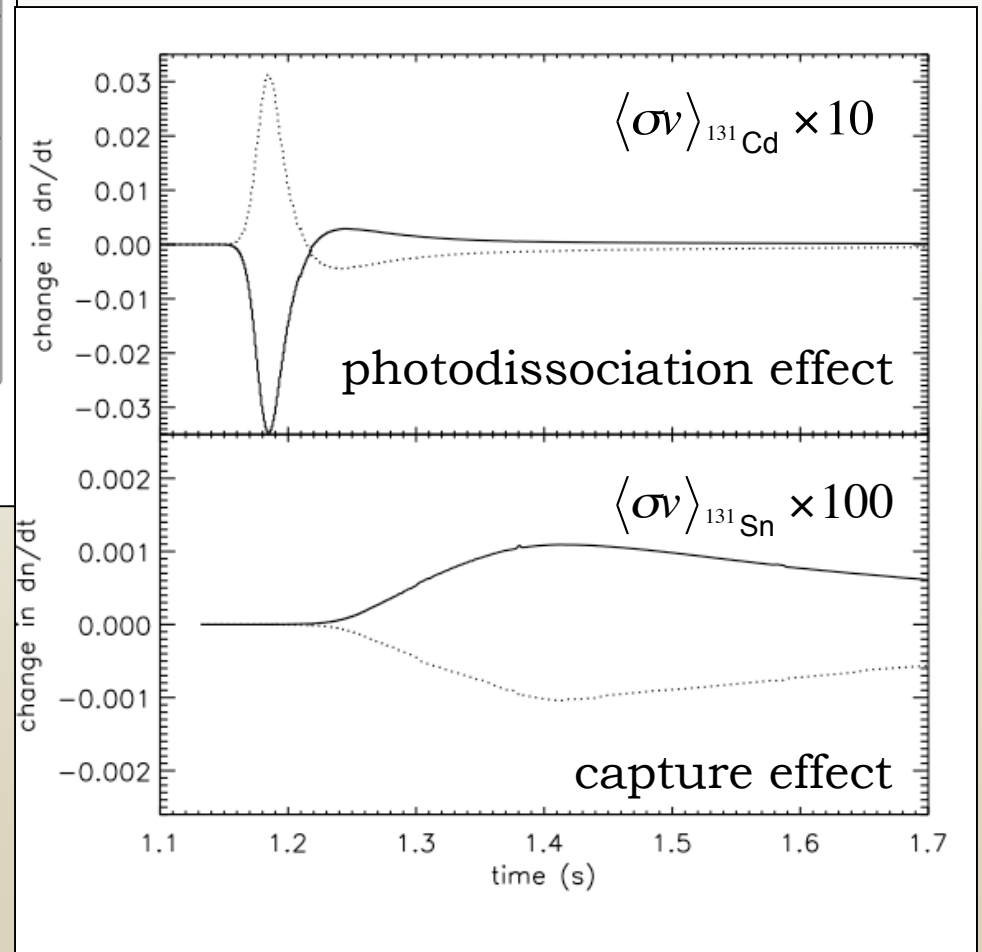 0.03
0.02
0.01
0.00
−0.01
−0.02
−0.03
change in dn/dt
⟨σv⟩₁₃₁Cd ×10
photodissociation effect
0.002
0.001
0.000
−0.001
−0.002
change in dn/dt
⟨σv⟩₁₃₁Sn ×100
capture effect
1.1 1.2 1.3 1.4 1.5 1.6 1.7
time (s)